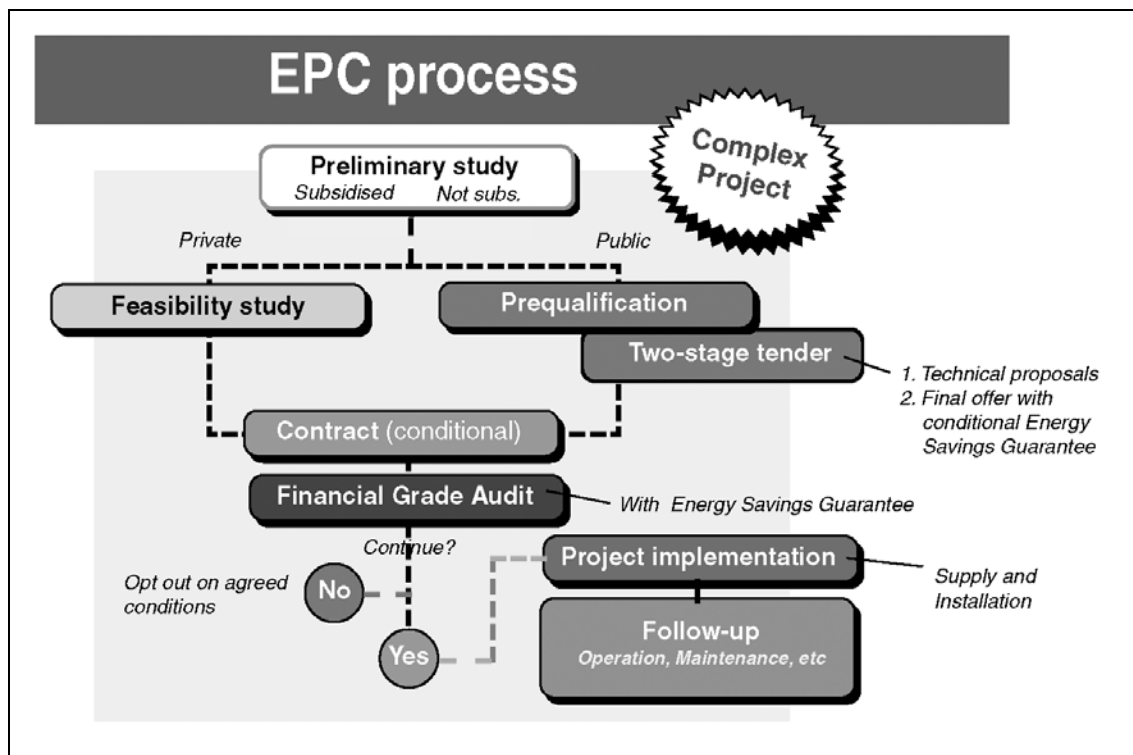 EPC process
Complex
Project
Preliminary study
Subsidised Not subs.
Private
Public
Feasibility study
Prequalification
Two-stage tender
1. Technical proposals
2. Final offer with
conditional Energy
Savings Guarantee
Contract (conditional)
Financial Grade Audit
With Energy Savings Guarantee
Continue?
Project implementation
Supply and
Installation
Opt out on agreed
conditions
No
Yes
Follow-up
Operation, Maintenance, etc